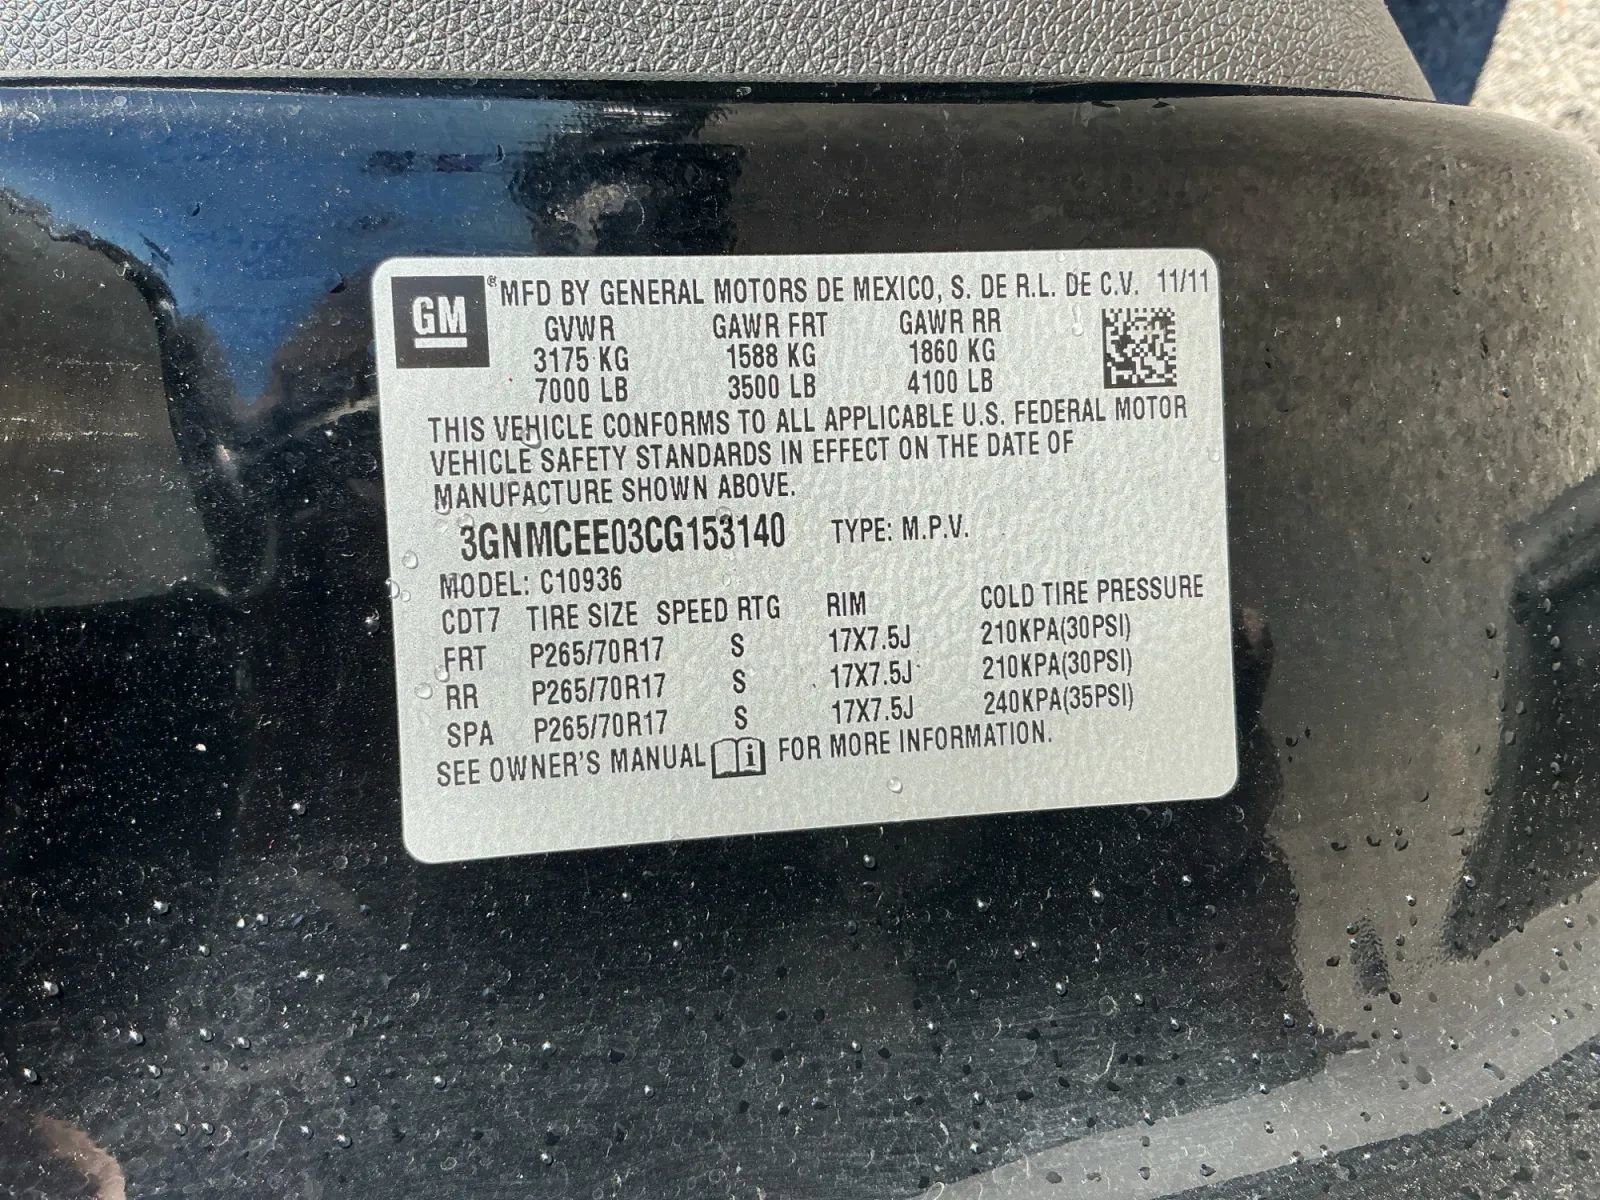 GM ® MFD BY GENERAL MOTORS DE MEXICO, S. DE R.L. DE C.V. 11/11
GVWR GAWR FRT GAWR RR
3175 KG 1588 KG 1860 KG
7000 LB 3500 LB 4100 LB
THIS VEHICLE CONFORMS TO ALL APPLICABLE U.S. FEDERAL MOTOR
VEHICLE SAFETY STANDARDS IN EFFECT ON THE DATE OF
MANUFACTURE SHOWN ABOVE.
3GNMCEE03CG153140 TYPE: M.P.V.
MODEL: C10936
CDT7 TIRE SIZE SPEED RTG RIM COLD TIRE PRESSURE
FRT P265/70R17 S 17X7.5J 210KPA(30PSI)
RR P265/70R17 S 17X7.5J 210KPA(30PSI)
SPA P265/70R17 S 17X7.5J 240KPA(35PSI)
SEE OWNER'S MANUAL i FOR MORE INFORMATION.